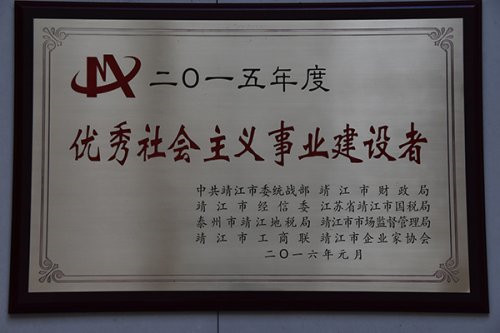 二〇一五年度
优秀社会主义事业建设者
中共靖江市委统战部 靖江市财政局
靖江市经信委 江苏省靖江市国税局
泰州市靖江地税局 靖江市市场监督管理局
靖江市工商联 靖江市企业家协会
二〇一六年元月